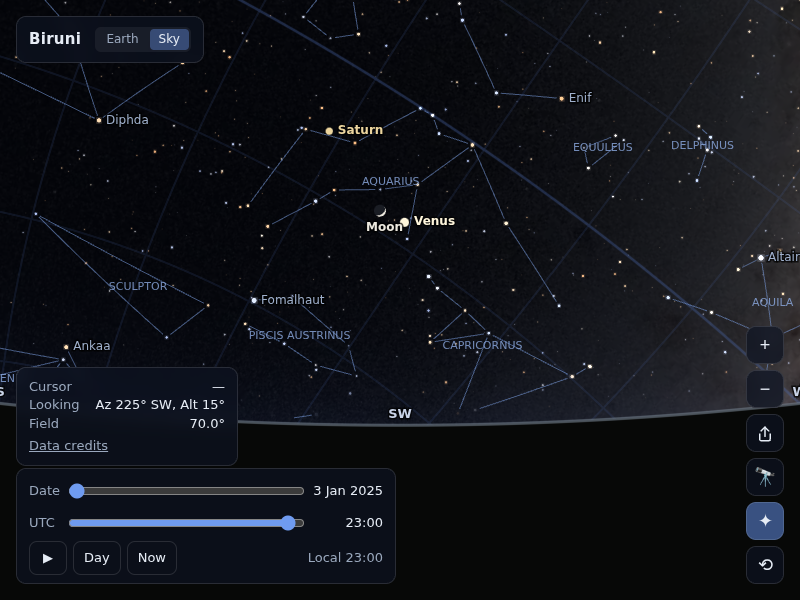 Biruni
Earth
Sky
Enif
Diphda
Saturn
EQUULEUS
DELPHINUS
AQUARIUS
Moon
Venus
Altair
SCULPTOR
Fomalhaut
AQUILA
PISCIS AUSTRINUS
Ankaa
CAPRICORNUS
SW
Cursor —
Looking Az 225° SW, Alt 15°
Field 70.0°
Data credits
Date 3 Jan 2025
UTC 23:00
▶ Day Now Local 23:00
+
−